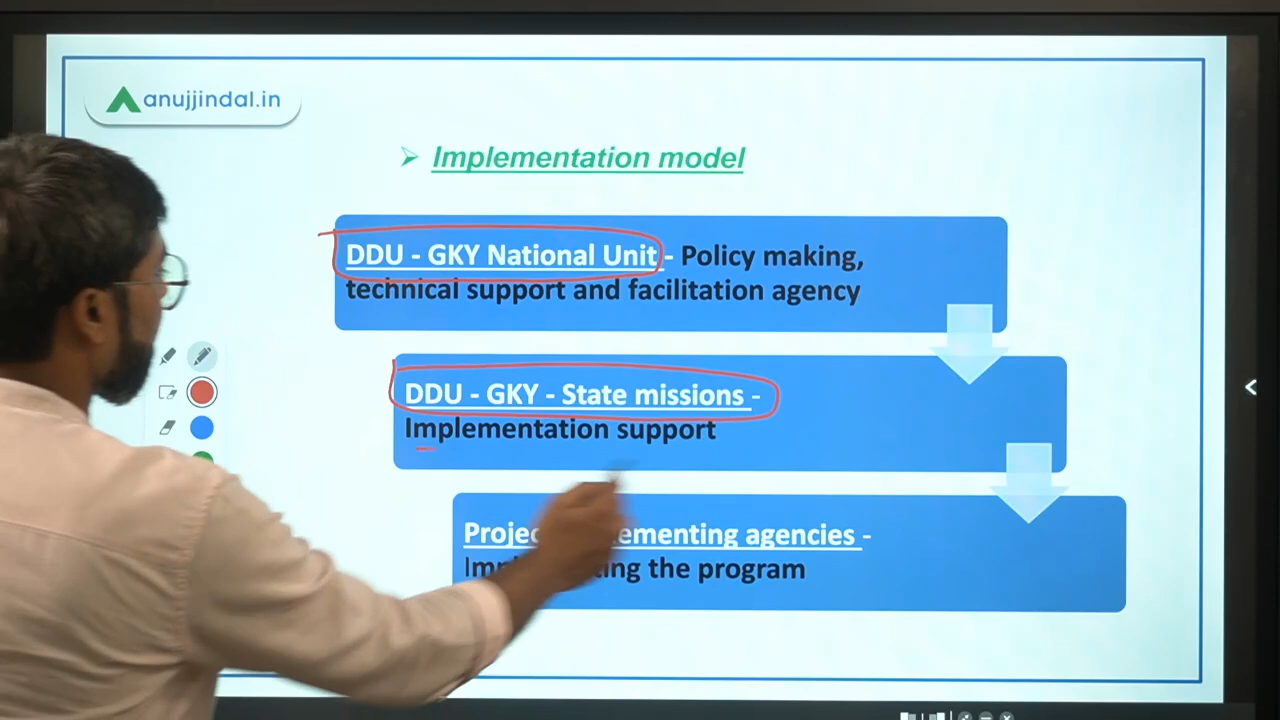 anujjindal.in
Implementation model
DDU - GKY National Unit - Policy making,
technical support and facilitation agency
DDU - GKY - State missions -
Implementation support
agencies -
the program